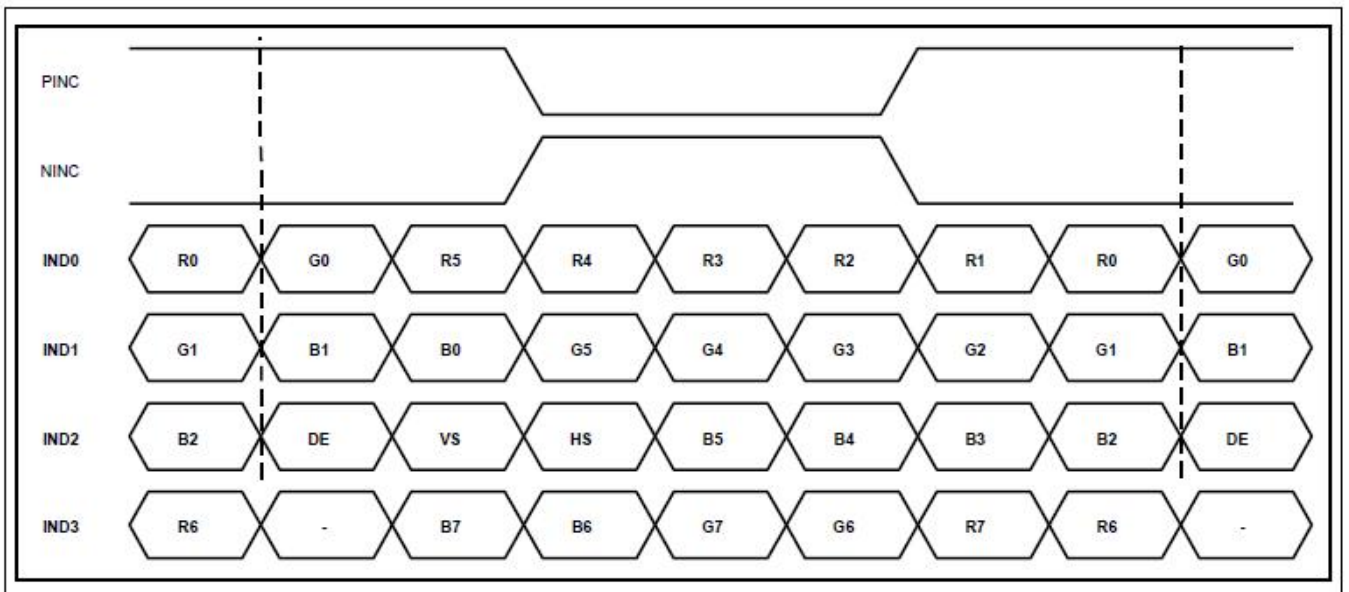 PINC
NINC
IND0 R0 G0 R5 R4 R3 R2 R1 R0 G0
IND1 G1 B1 B0 G5 G4 G3 G2 G1 B1
IND2 B2 DE VS HS B5 B4 B3 B2 DE
IND3 R6 - B7 B6 G7 G6 R7 R6 -